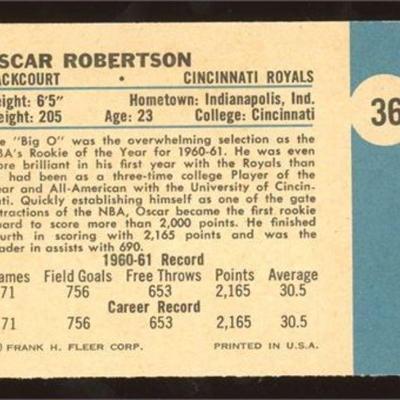 SCAR ROBERTSON
ACKCOURT • CINCINNATI ROYALS
36
eight: 6'5" Hometown: Indianapolis, Ind.
eight: 205 Age: 23 College: Cincinnati
e "Big O" was the overwhelming selection as the
BA's Rookie of the Year for 1960-61. He was even
ore brilliant in his first year with the Royals than
had been as a three-time college Player of the
ear and All-American with the University of Cincin-
ati. Quickly establishing himself as one of the gate
ttractions of the NBA, Oscar became the first rookie
uard to score more than 2,000 points. He finished
ourth in scoring with 2,165 points and was the
eader in assists with 690.
1960-61 Record
ames Field Goals Free Throws Points Average
71 756 653 2,165 30.5
Career Record
71 756 653 2,165 30.5
FRANK H. FLEER CORP. PRINTED IN U.S.A.